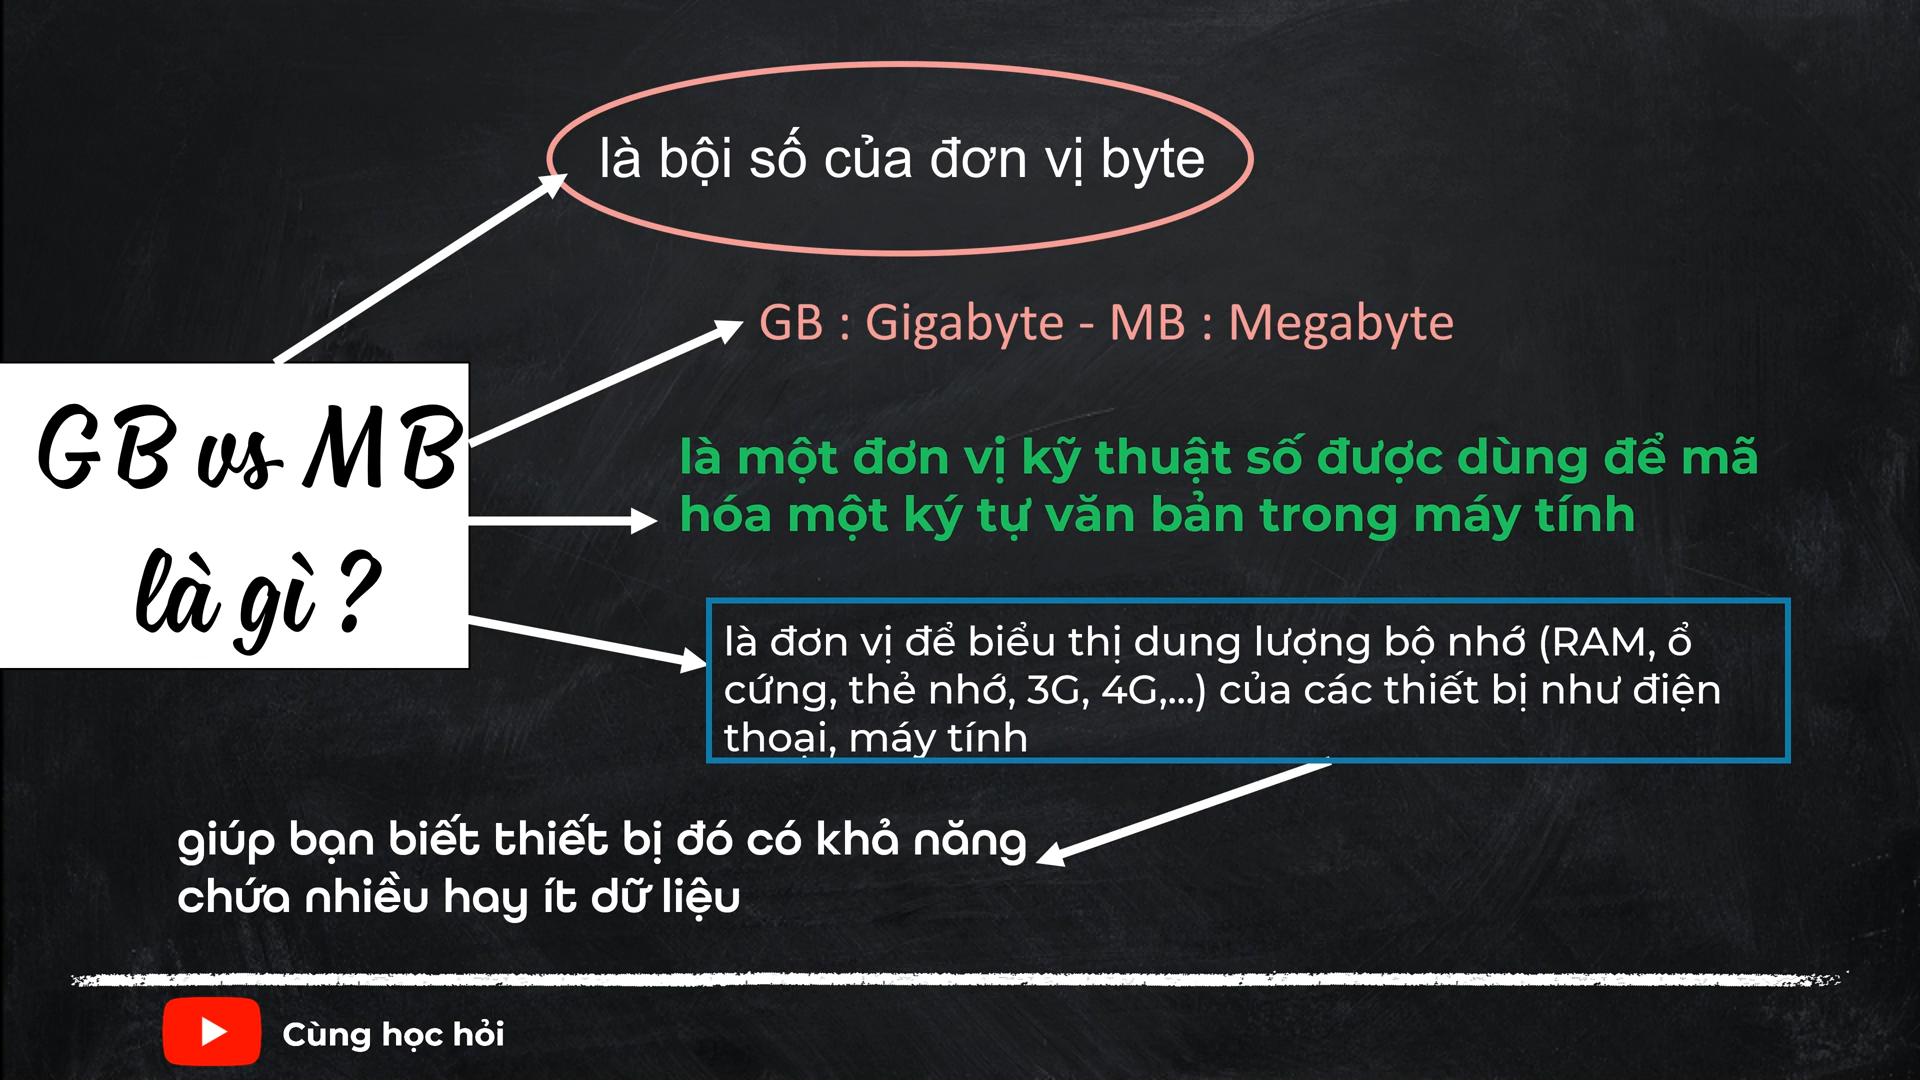 là bội số của đơn vị byte
GB : Gigabyte - MB : Megabyte
GB vs MB
là gì ?
là một đơn vị kỹ thuật số được dùng để mã
hóa một ký tự văn bản trong máy tính
là đơn vị để biểu thị dung lượng bộ nhớ (RAM, ổ
cứng, thẻ nhớ, 3G, 4G,...) của các thiết bị như điện
thoại, máy tính
giúp bạn biết thiết bị đó có khả năng
chứa nhiều hay ít dữ liệu
Cùng học hỏi